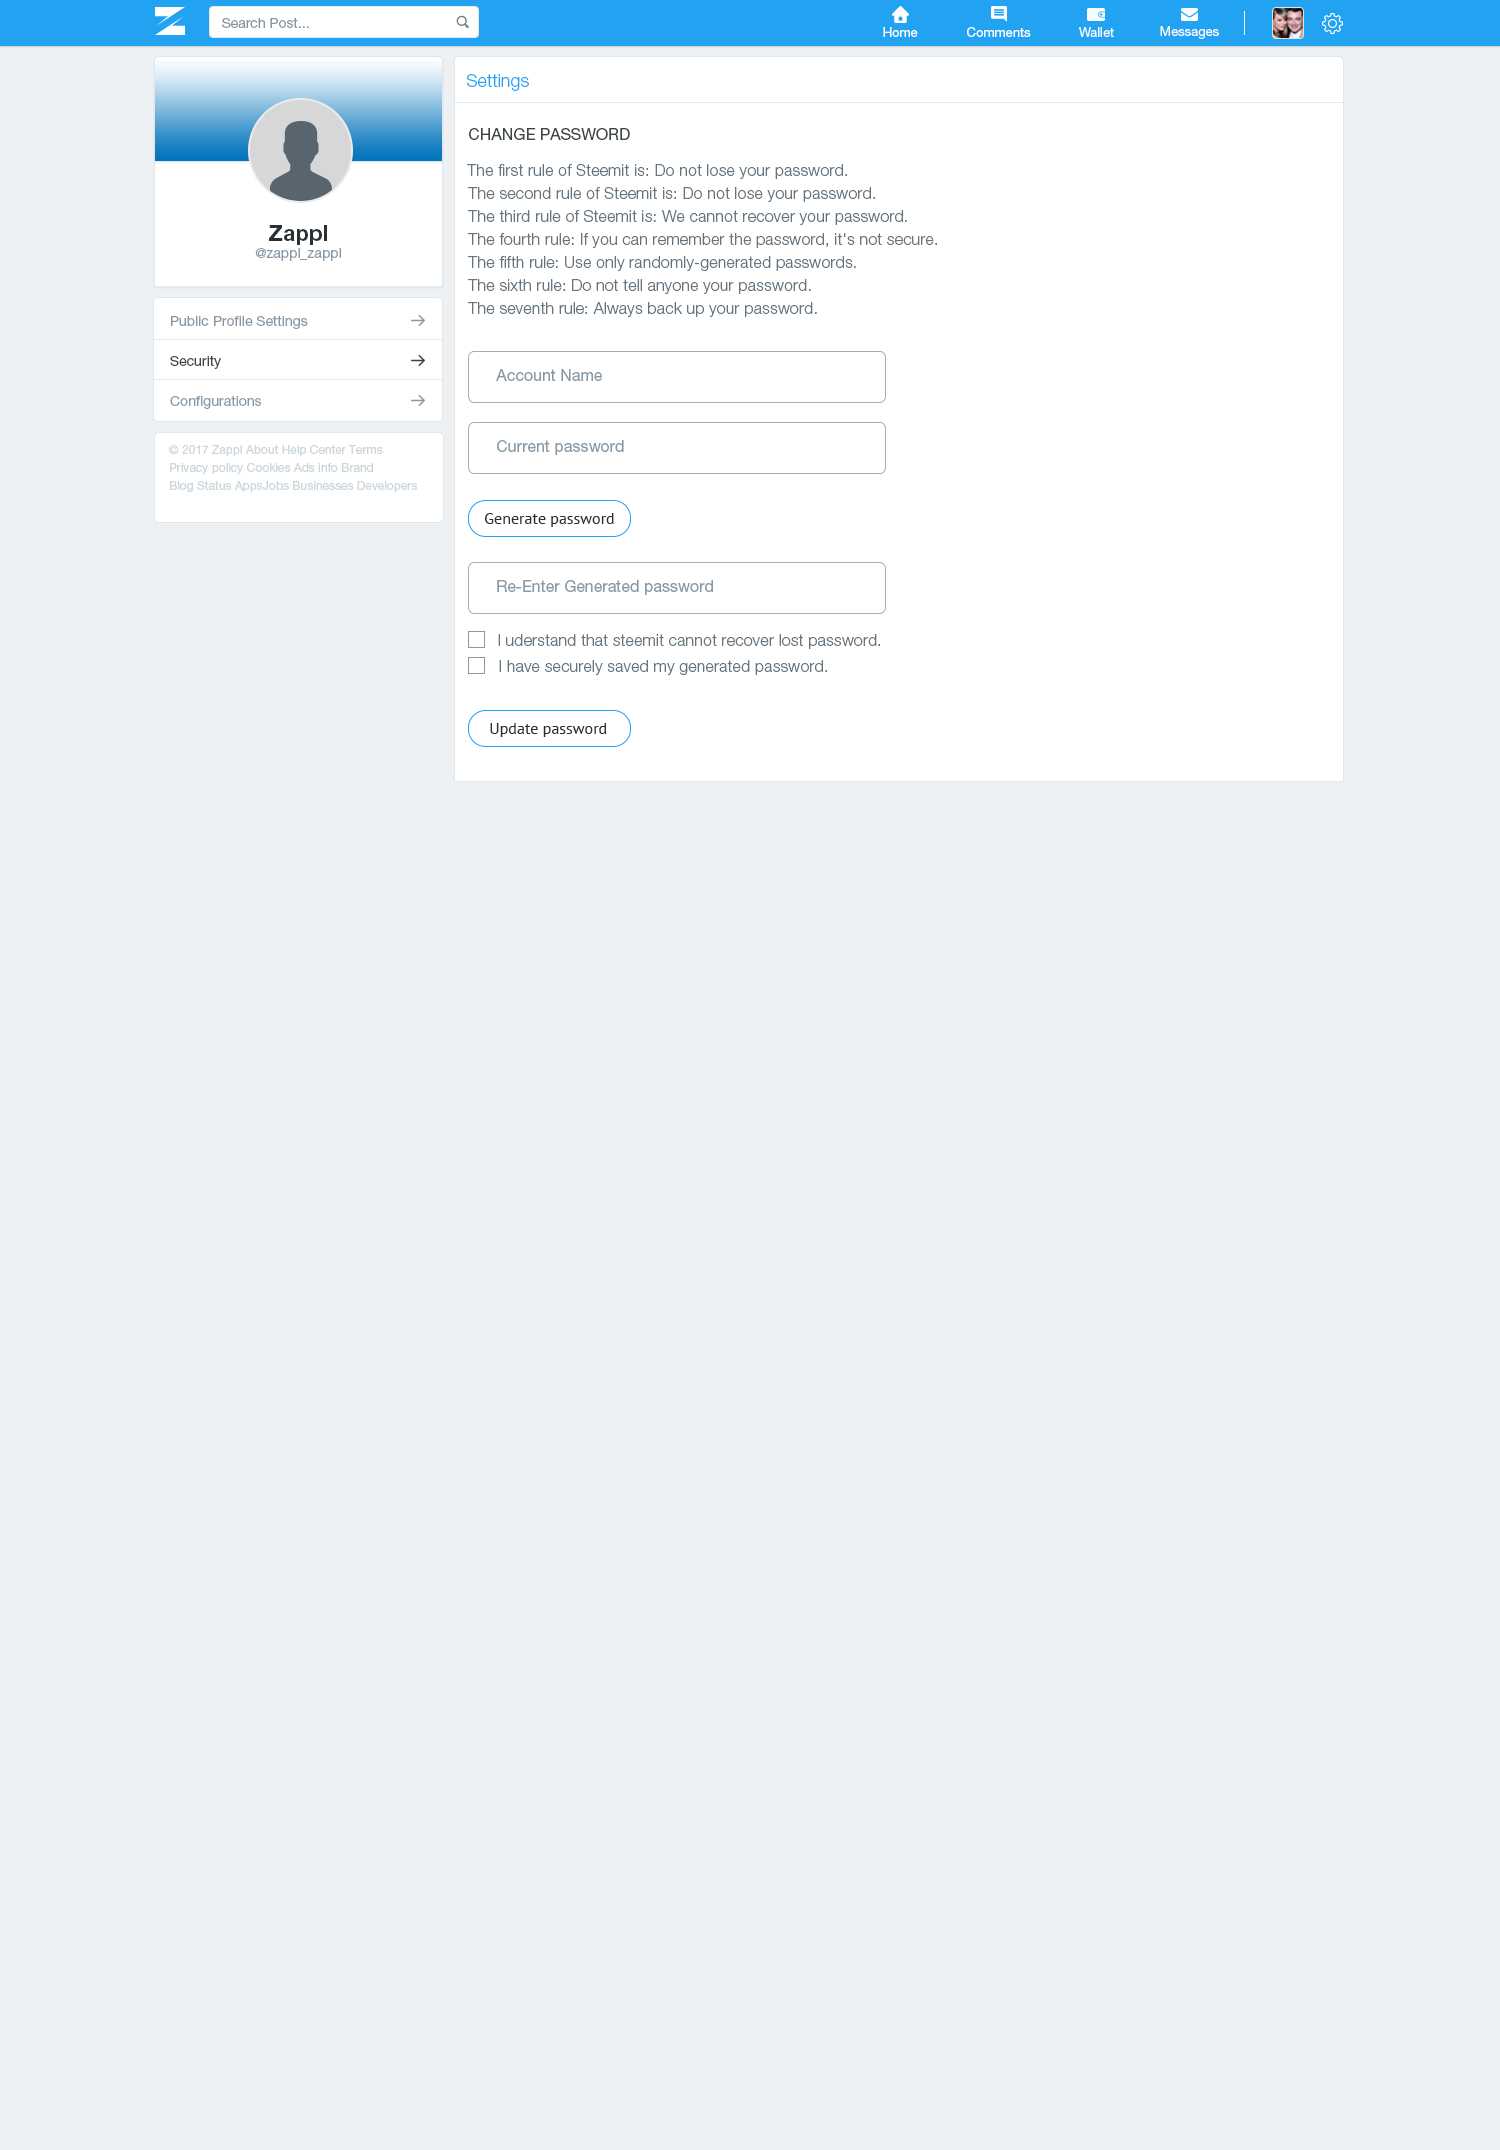 Search Post...
Home
Comments
Wallet
Messages
Zappl
@zappl_zappl
Public Profile Settings
Security
Configurations
© 2017 Zappl About Help Center Terms
Privacy policy Cookies Ads info Brand
Blog Status AppsJobs Businesses Developers
Settings
CHANGE PASSWORD
The first rule of Steemit is: Do not lose your password.
The second rule of Steemit is: Do not lose your password.
The third rule of Steemit is: We cannot recover your password.
The fourth rule: If you can remember the password, it's not secure.
The fifth rule: Use only randomly-generated passwords.
The sixth rule: Do not tell anyone your password.
The seventh rule: Always back up your password.
Account Name
Current password
Generate password
Re-Enter Generated password
I uderstand that steemit cannot recover lost password.
I have securely saved my generated password.
Update password